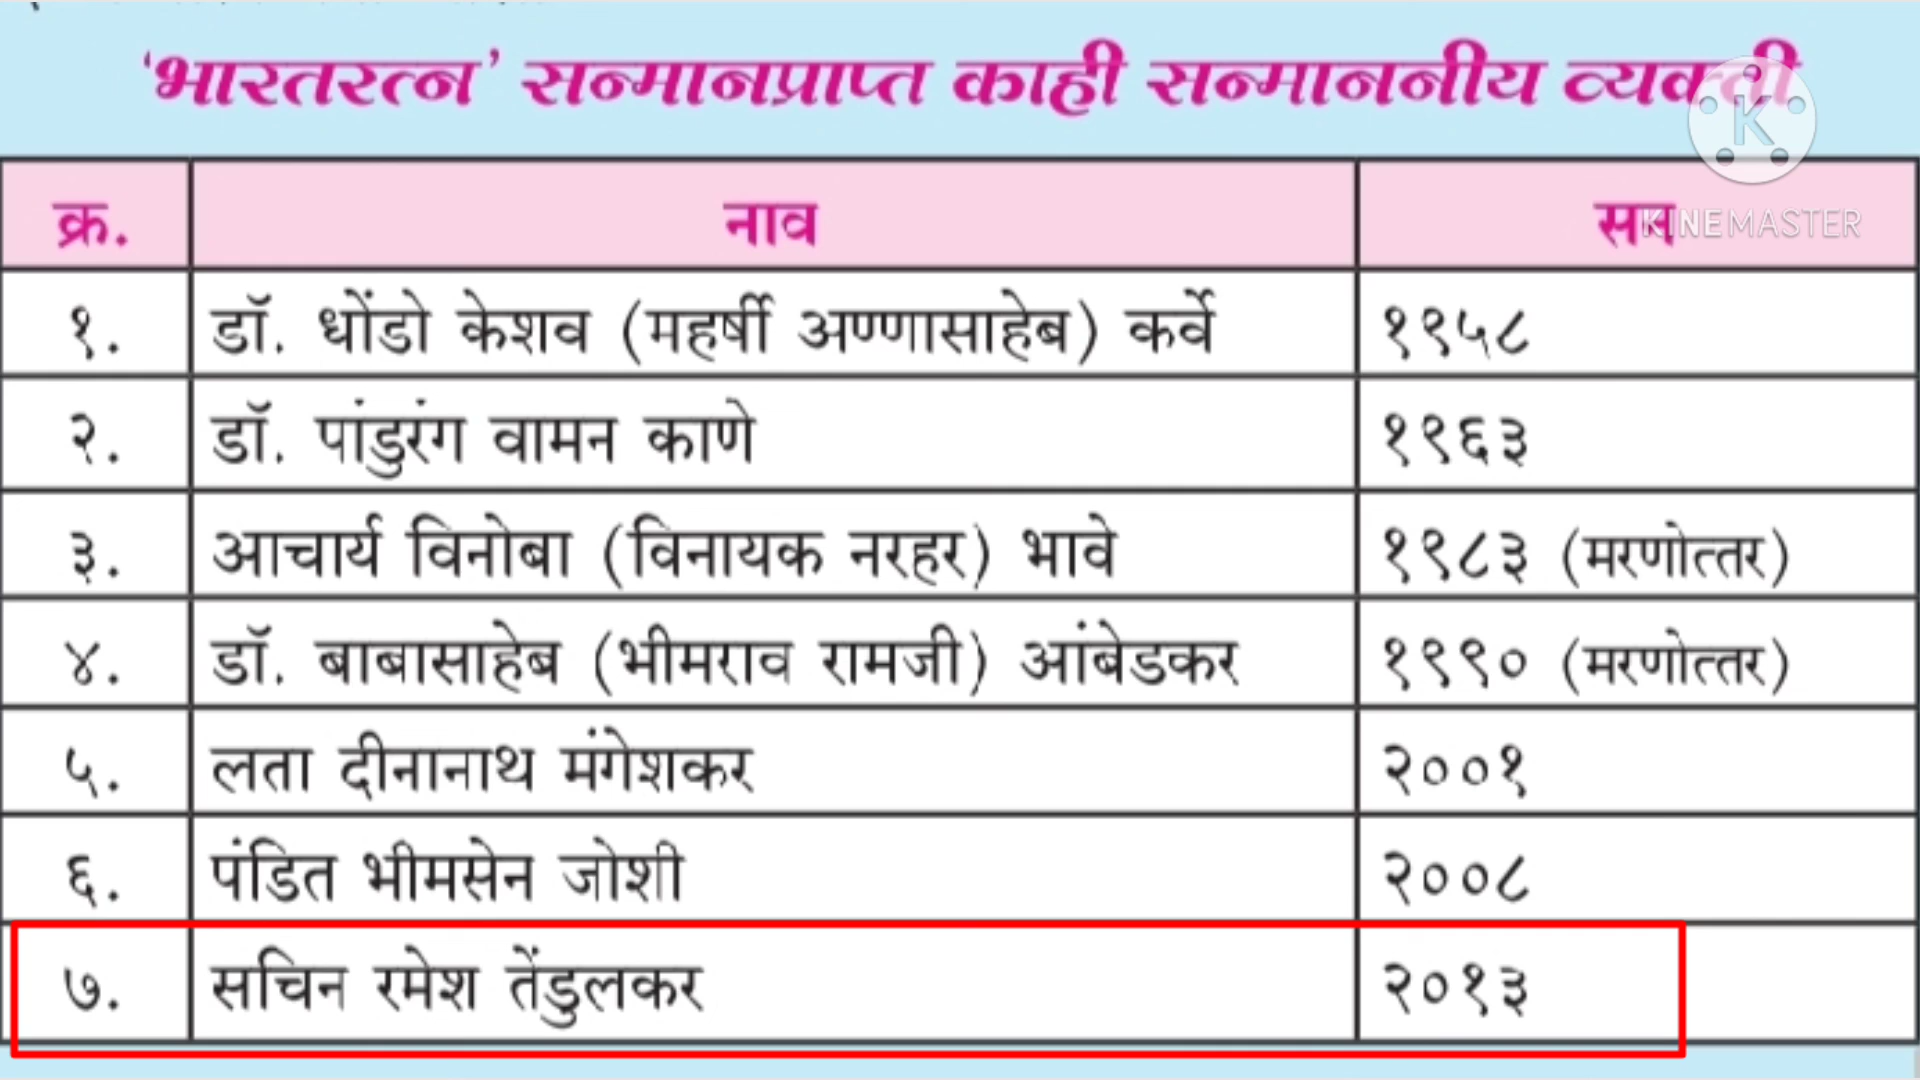 'भारतरत्न' सन्मानप्राप्त काही सन्माननीय व्यक्ती
क्र. नाव सन
K
KINEMASTER
१. डॉ. धोंडो केशव (महर्षी अण्णासाहेब) कर्वे १९५८
२. डॉ. पांडुरंग वामन काणे १९६३
३. आचार्य विनोबा (विनायक नरहर) भावे १९८३ (मरणोत्तर)
४. डॉ. बाबासाहेब (भीमराव रामजी) आंबेडकर १९९० (मरणोत्तर)
५. लता दीनानाथ मंगेशकर २००१
६. पंडित भीमसेन जोशी २००८
७. सचिन रमेश तेंडुलकर २०१३